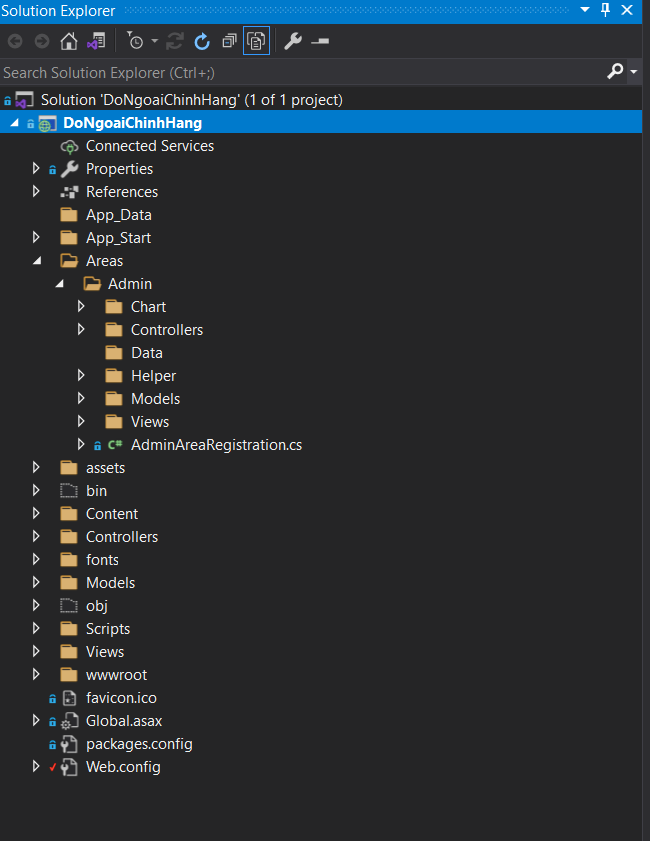 Solution Explorer
Search Solution Explorer (Ctrl+;)
Solution 'DoNgoaiChinhHang' (1 of 1 project)
DoNgoaiChinhHang
Connected Services
Properties
References
App_Data
App_Start
Areas
Admin
Chart
Controllers
Data
Helper
Models
Views
C# AdminAreaRegistration.cs
assets
bin
Content
Controllers
fonts
Models
obj
Scripts
Views
wwwroot
favicon.ico
Global.asax
packages.config
Web.config